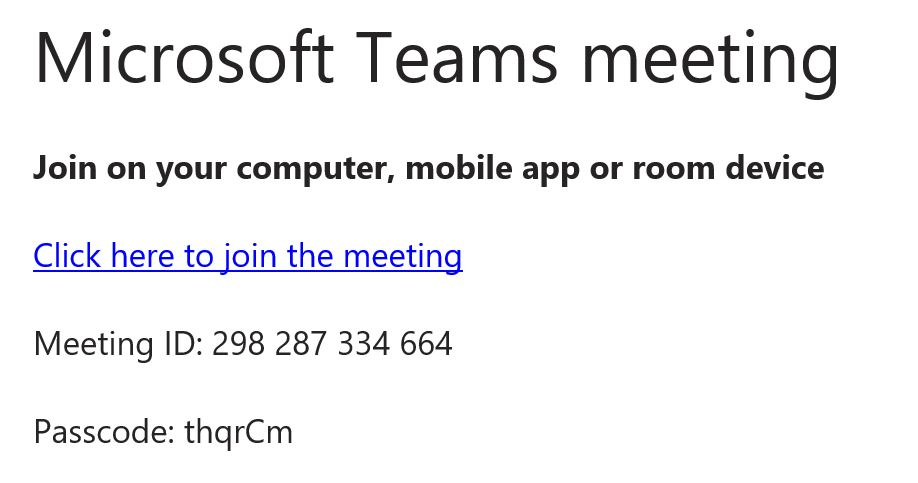 Microsoft Teams meeting
Join on your computer, mobile app or room device
Click here to join the meeting
Meeting ID: 298 287 334 664
Passcode: thqrCm